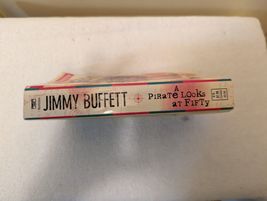 JIMMY BUFFETT
A
PiRaTe LOoks
aT FiFTy